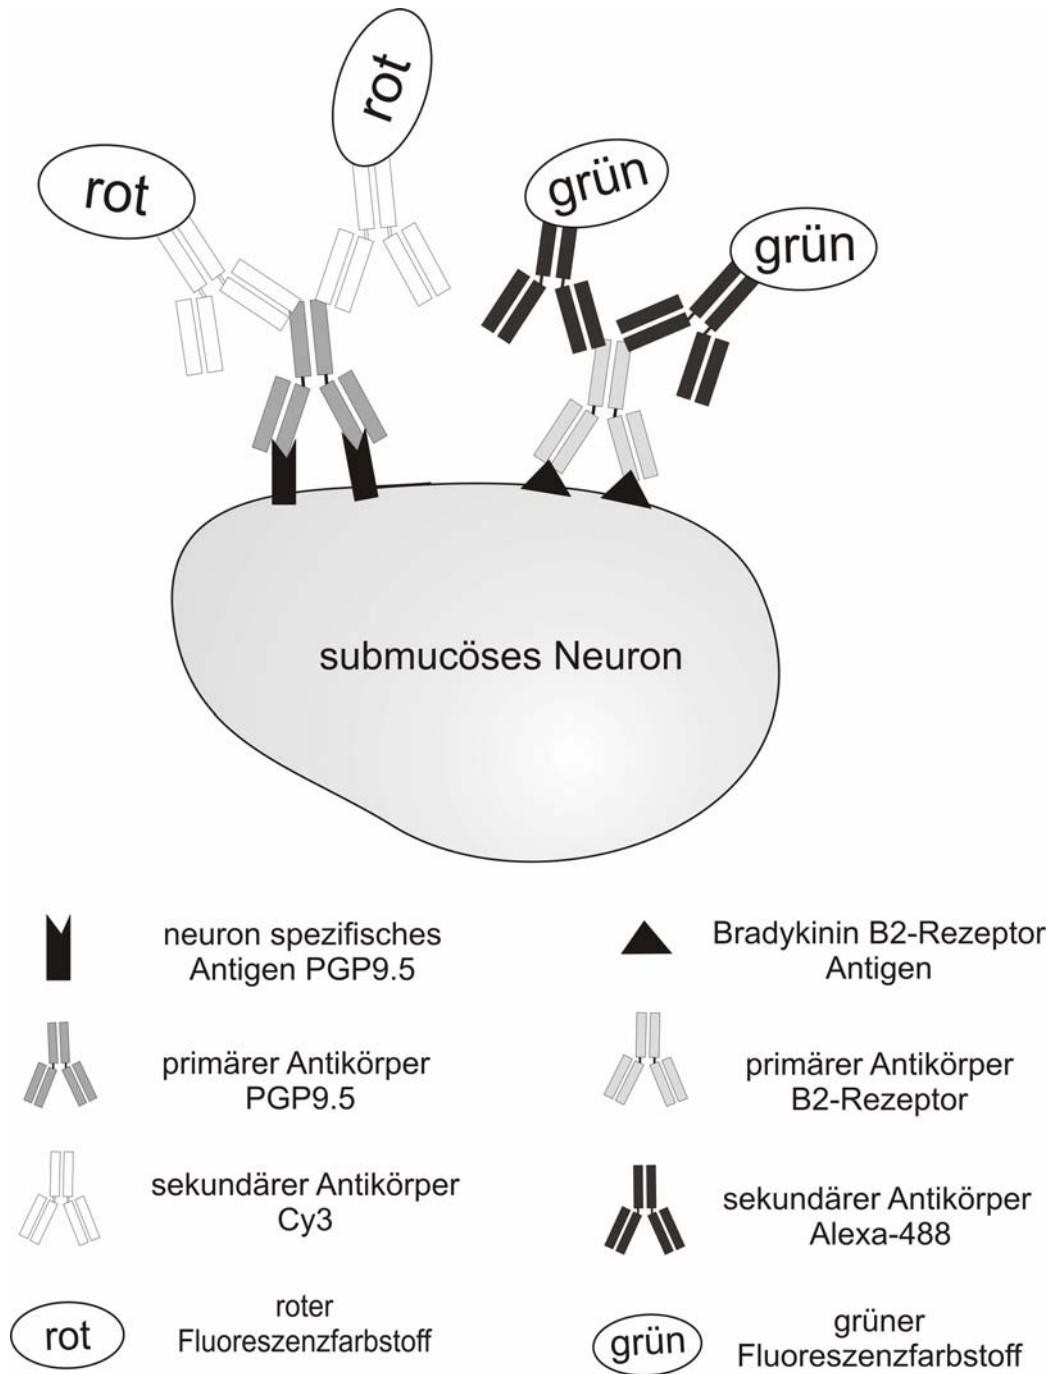 rot
rot
grün
grün
submucöses Neuron
neuron spezifisches
Antigen PGP9.5
Bradykinin B2-Rezeptor
Antigen
primärer Antikörper
PGP9.5
primärer Antikörper
B2-Rezeptor
sekundärer Antikörper
Cy3
sekundärer Antikörper
Alexa-488
rot
roter
Fluoreszenzfarbstoff
grün
grüner
Fluoreszenzfarbstoff